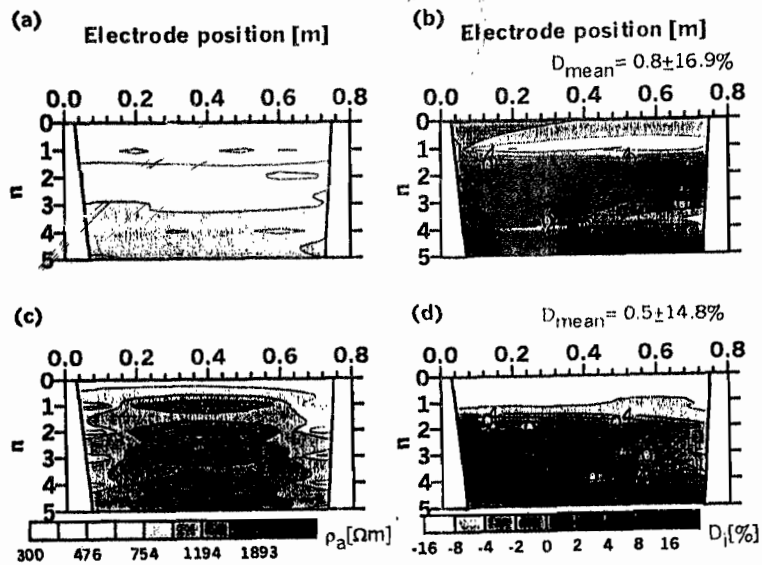 (a)
Electrode position [m]
0.0 0.2 0.4 0.6 0.8
0
1
2
3
4
5
n
(b)
Electrode position [m]
Dmean= 0.8±16.9%
0.0 0.2 0.4 0.6 0.8
0
1
2
3
4
5
n
(c)
0.0 0.2 0.4 0.6 0.8
0
1
2
3
4
5
n
300 476 754 1194 1893 ρa[Ωm]
(d)
Dmean= 0.5±14.8%
0.0 0.2 0.4 0.6 0.8
0
1
2
3
4
5
n
-16 -8 -4 -2 0 2 4 8 16 Di[%]